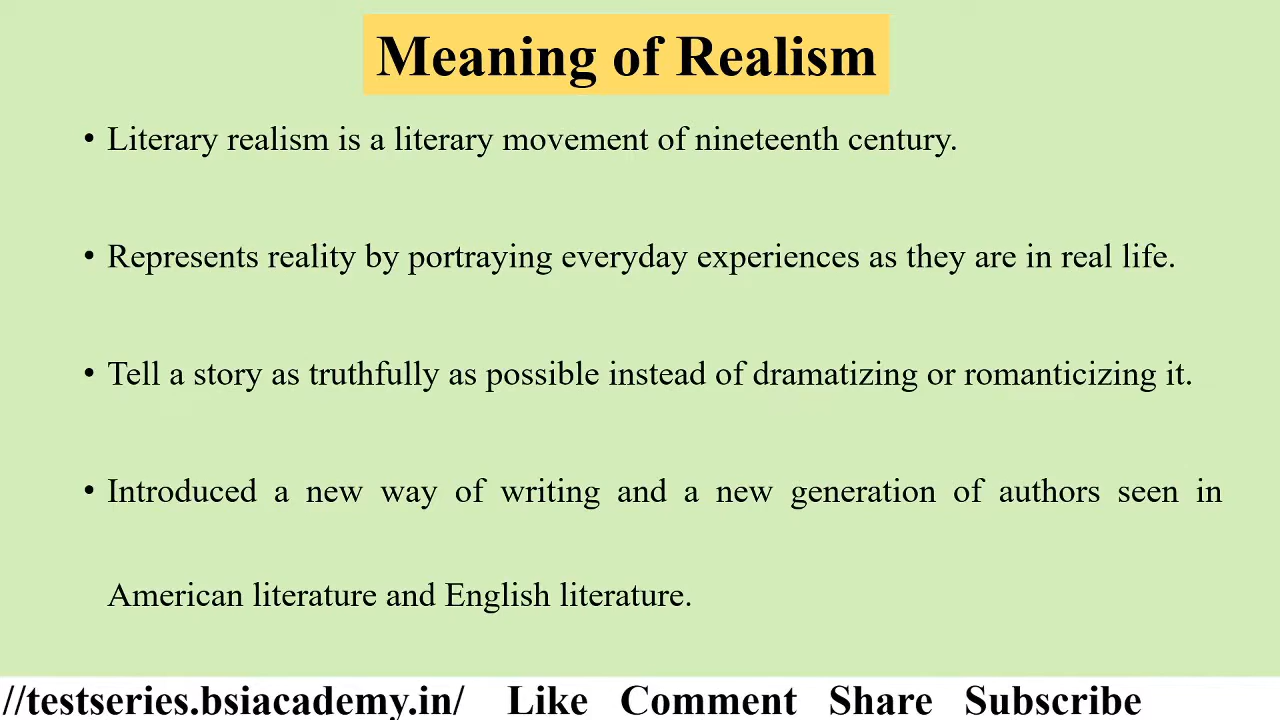 Meaning of Realism
• Literary realism is a literary movement of nineteenth century.
• Represents reality by portraying everyday experiences as they are in real life.
• Tell a story as truthfully as possible instead of dramatizing or romanticizing it.
• Introduced a new way of writing and a new generation of authors seen in
American literature and English literature.
//testseries.bsiacademy.in/ Like Comment Share Subscribe